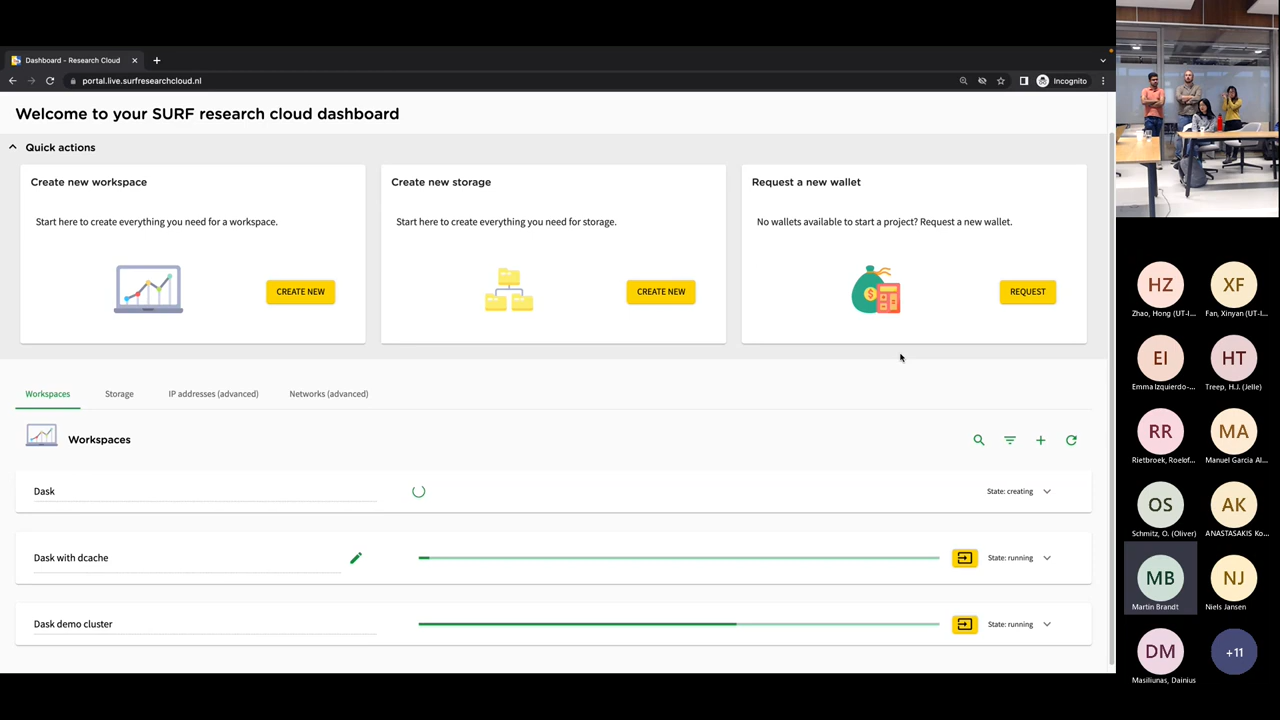 Dashboard - Research Cloud
portal.live.surfresearchcloud.nl
Incognito
Welcome to your SURF research cloud dashboard
Quick actions
Create new workspace
Start here to create everything you need for a workspace.
CREATE NEW
Create new storage
Start here to create everything you need for storage.
CREATE NEW
Request a new wallet
No wallets available to start a project? Request a new wallet.
REQUEST
Workspaces
Storage
IP addresses (advanced)
Networks (advanced)
Workspaces
Dask
State: creating
Dask with dcache
State: running
Dask demo cluster
State: running
HZ
Zhao, Hong (UT-I...
XF
Fan, Xinyan (UT-I...
EI
Emma Izquierdo-...
HT
Treep, H.J. (Jelle)
RR
Rietbroek, Roelof...
MA
Manuel Garcia Al...
OS
Schmitz, O. (Oliver)
AK
ANASTASAKIS Ko...
MB
Martin Brandt
NJ
Niels Jansen
DM
Masiliunas, Dainius
+11